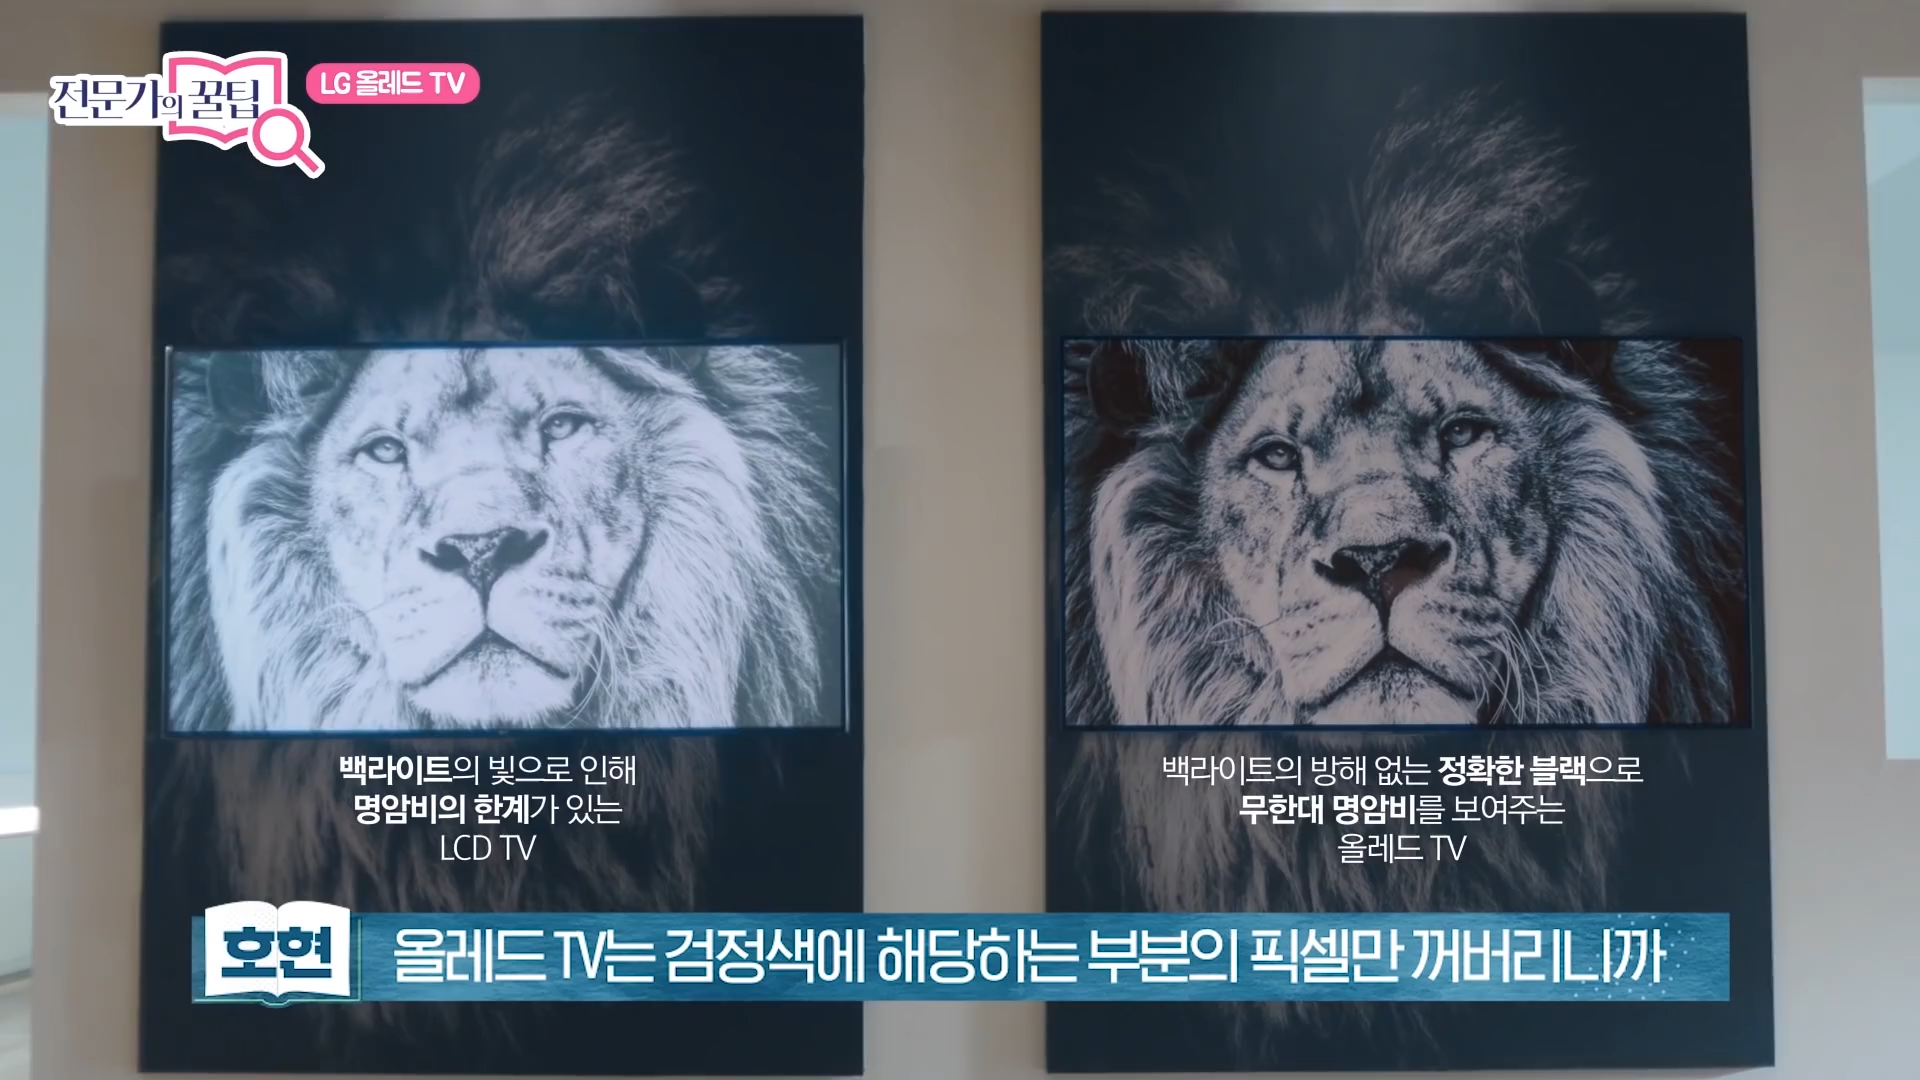 전문가의 꿀팁
LG 올레드 TV
백라이트의 빛으로 인해
명암비의 한계가 있는
LCD TV
백라이트의 방해 없는 정확한 블랙으로
무한대 명암비를 보여주는
올레드 TV
호현
올레드 TV는 검정색에 해당하는 부분의 픽셀만 꺼버리니까